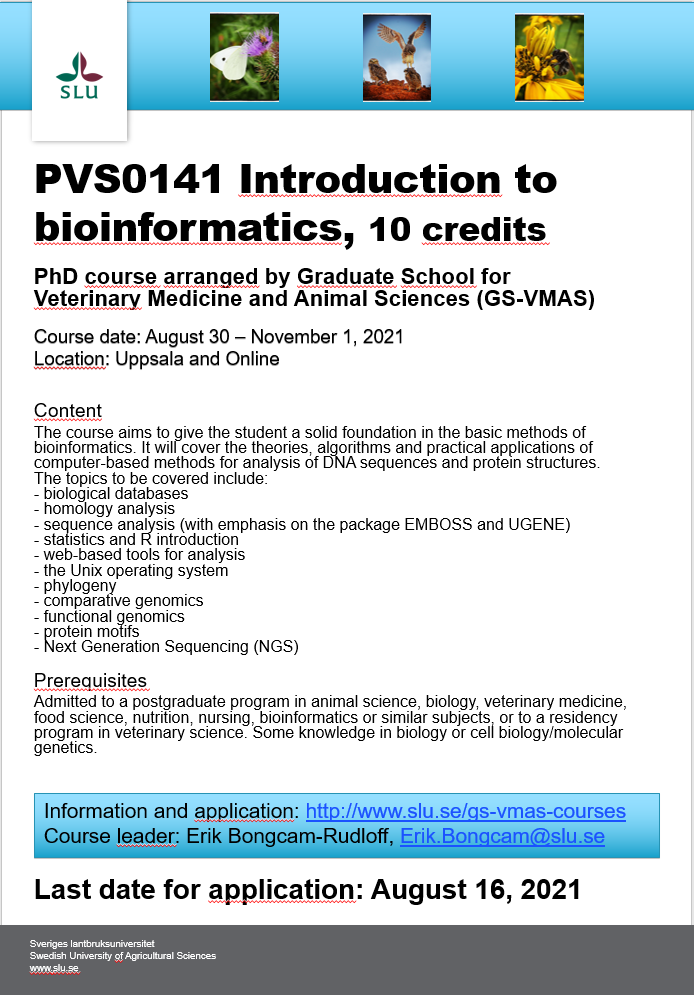 SLU
PVS0141 Introduction to
bioinformatics, 10 credits
PhD course arranged by Graduate School for
Veterinary Medicine and Animal Sciences (GS-VMAS)
Course date: August 30 – November 1, 2021
Location: Uppsala and Online
Content
The course aims to give the student a solid foundation in the basic methods of
bioinformatics. It will cover the theories, algorithms and practical applications of
computer-based methods for analysis of DNA sequences and protein structures.
The topics to be covered include:
- biological databases
- homology analysis
- sequence analysis (with emphasis on the package EMBOSS and UGENE)
- statistics and R introduction
- web-based tools for analysis
- the Unix operating system
- phylogeny
- comparative genomics
- functional genomics
- protein motifs
- Next Generation Sequencing (NGS)
Prerequisites
Admitted to a postgraduate program in animal science, biology, veterinary medicine,
food science, nutrition, nursing, bioinformatics or similar subjects, or to a residency
program in veterinary science. Some knowledge in biology or cell biology/molecular
genetics.
Information and application: http://www.slu.se/gs-vmas-courses
Course leader: Erik Bongcam-Rudloff, Erik.Bongcam@slu.se
Last date for application: August 16, 2021
Sveriges lantbruksuniversitet
Swedish University of Agricultural Sciences
www.slu.se